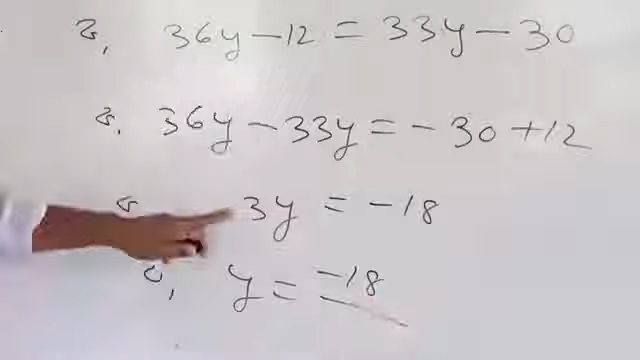 বা, 36y - 12 = 33y - 30
বা, 36y - 33y = - 30 + 12
বা 3y = - 18
বা, y = -18